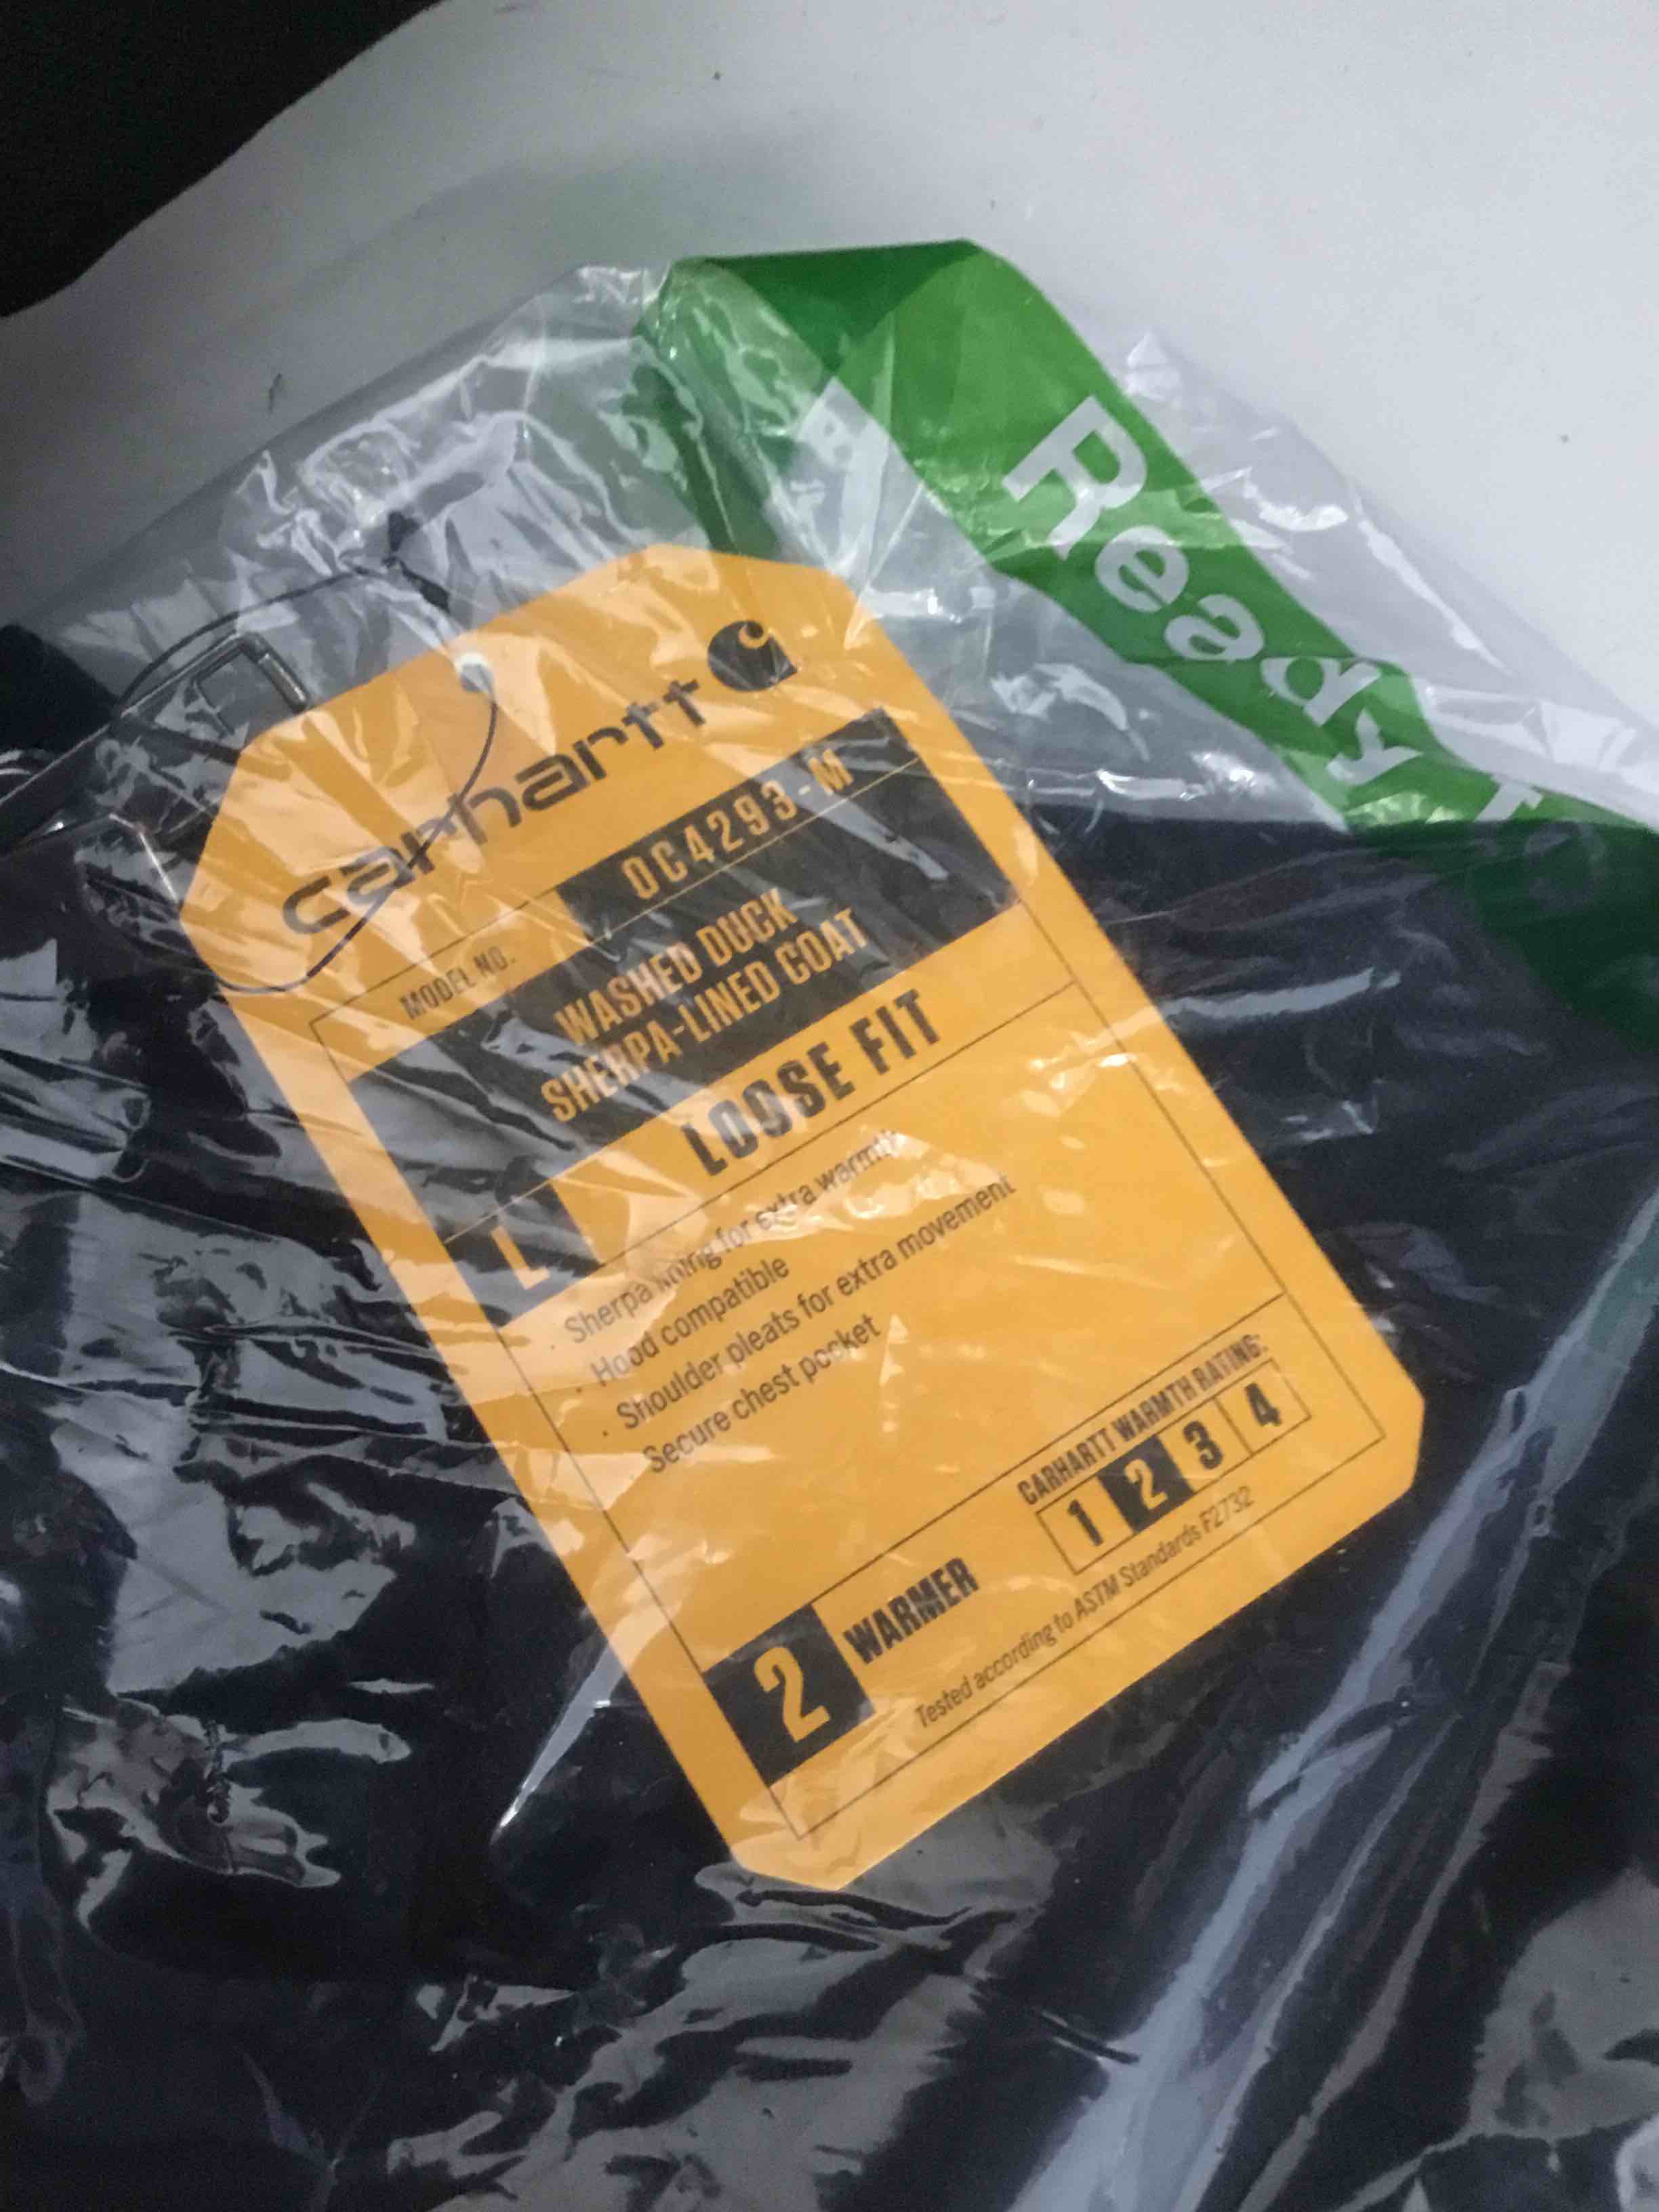 Ready T
carhartt
MODEL NO. OC4293-M
WASHED DUCK
SHERPA-LINED COAT
L LOOSE FIT
· Sherpa lining for extra warmth
· Hood compatible
· Shoulder pleats for extra movement
· Secure chest pocket
CARHARTT WARMTH RATING:
1 2 3 4
2 WARMER
Tested according to ASTM Standards F2732